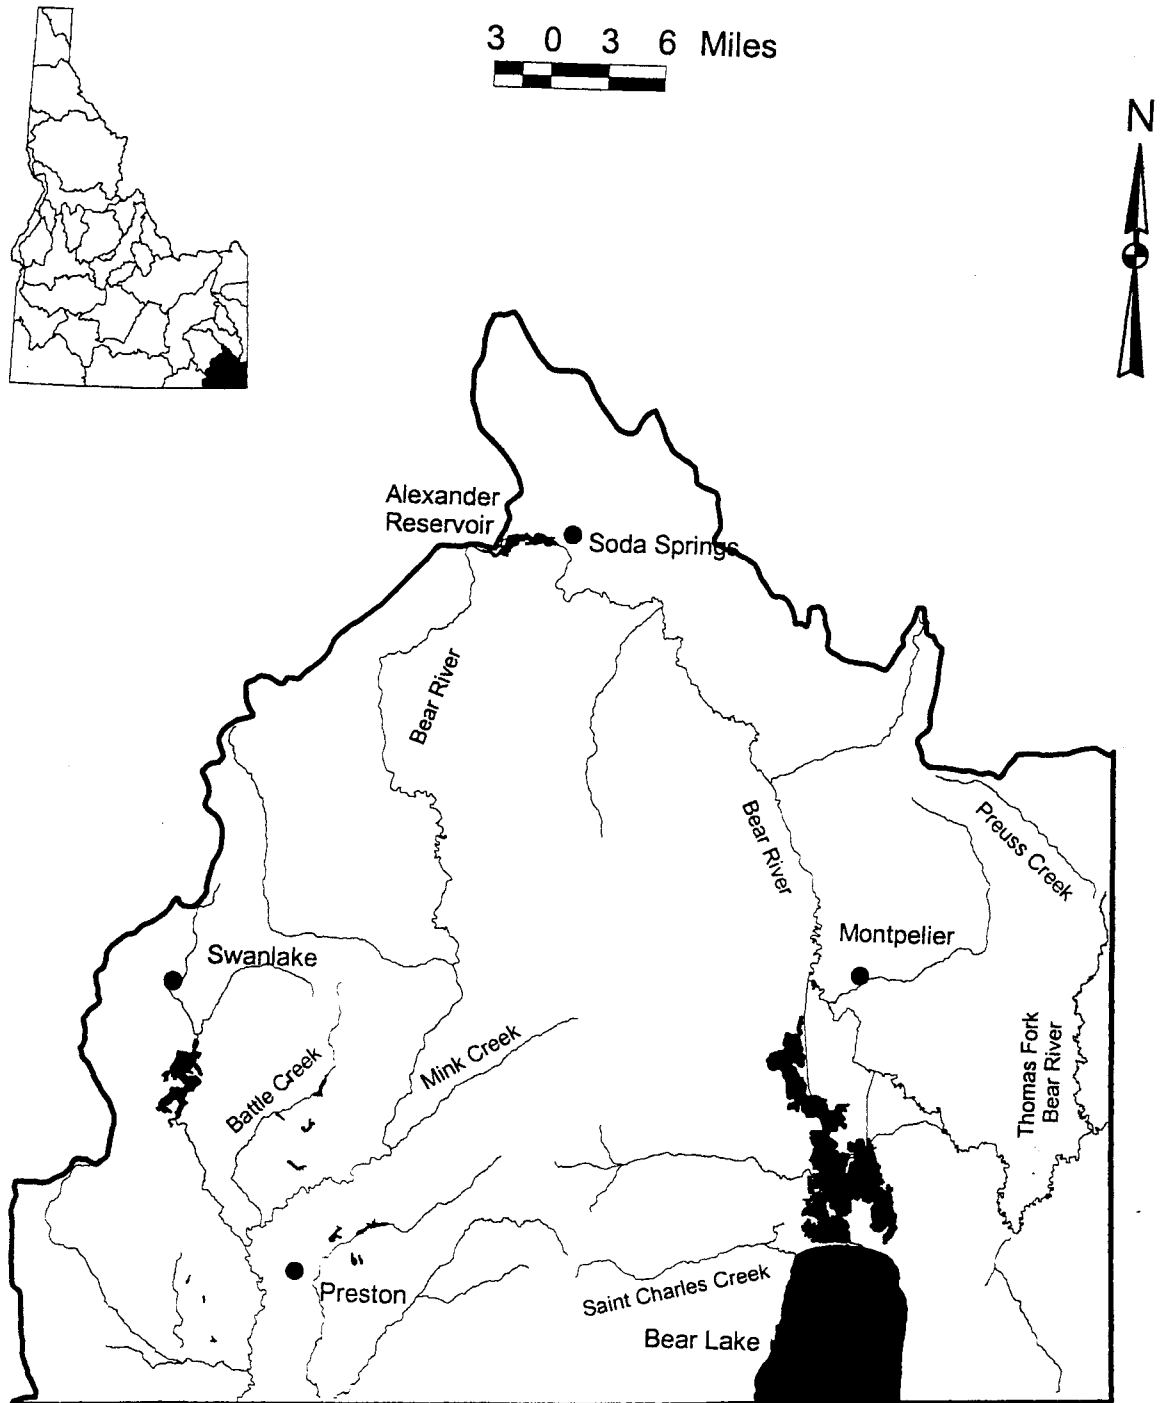 3 0 3 6 Miles
N
Alexander
Reservoir
Soda Springs
Bear River
Bear River
Preuss Creek
Montpelier
Swanlake
Mink Creek
Battle Creek
Thomas Fork
Bear River
Preston
Saint Charles Creek
Bear Lake